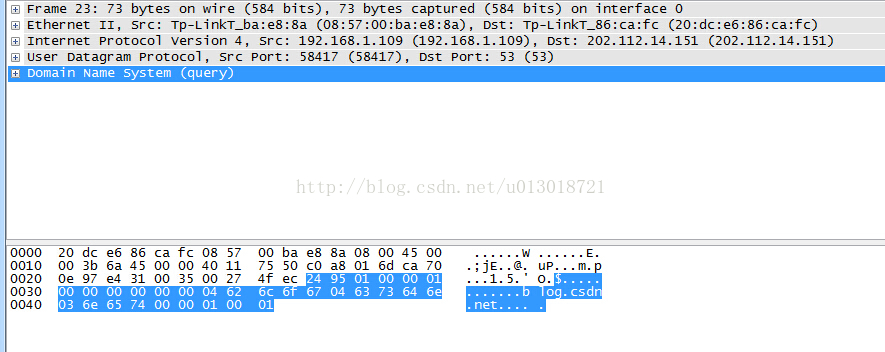 Frame 23: 73 bytes on wire (584 bits), 73 bytes captured (584 bits) on interface 0
Ethernet II, Src: Tp-LinkT_ba:e8:8a (08:57:00:ba:e8:8a), Dst: Tp-LinkT_86:ca:fc (20:dc:e6:86:ca:fc)
Internet Protocol Version 4, Src: 192.168.1.109 (192.168.1.109), Dst: 202.112.14.151 (202.112.14.151)
User Datagram Protocol, Src Port: 58417 (58417), Dst Port: 53 (53)
Domain Name System (query)
http://blog.csdn.net/u013018721
0000 20 dc e6 86 ca fc 08 57 00 ba e8 8a 08 00 45 00 ......W ......E.
0010 00 3b 6a 45 00 00 40 11 75 50 c0 a8 01 6d ca 70 .;jE..@. uP...m.p
0020 0e 97 e4 31 00 35 00 27 4f ec 24 95 01 00 00 01 ...1.5.' O.$.....
0030 00 00 00 00 00 00 04 62 6c 6f 67 04 63 73 64 6e .......b log.csdn
0040 03 6e 65 74 00 00 01 00 01 .net.... .